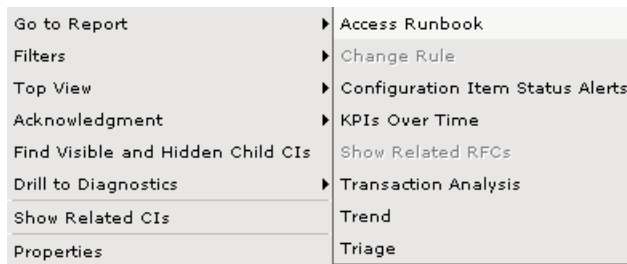 Go to Report
Filters
Top View
Acknowledgment
Find Visible and Hidden Child CIs
Drill to Diagnostics
Show Related CIs
Properties
Access Runbook
Change Rule
Configuration Item Status Alerts
KPIs Over Time
Show Related RFCs
Transaction Analysis
Trend
Triage